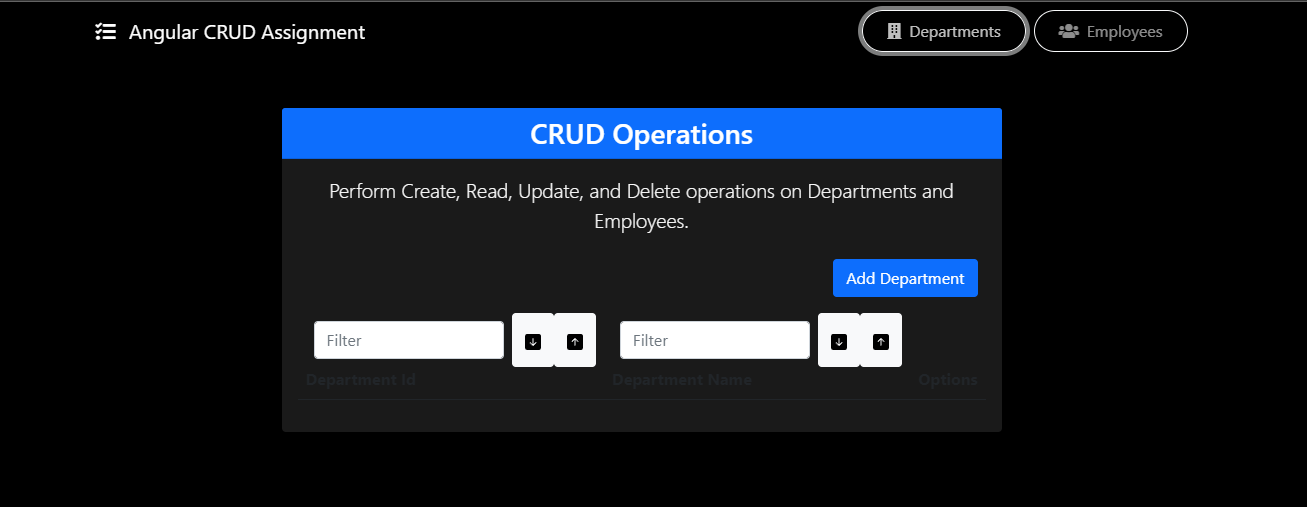 Angular CRUD Assignment
Departments
Employees
CRUD Operations
Perform Create, Read, Update, and Delete operations on Departments and
Employees.
Add Department
Filter
Filter
Department Id
Department Name
Options